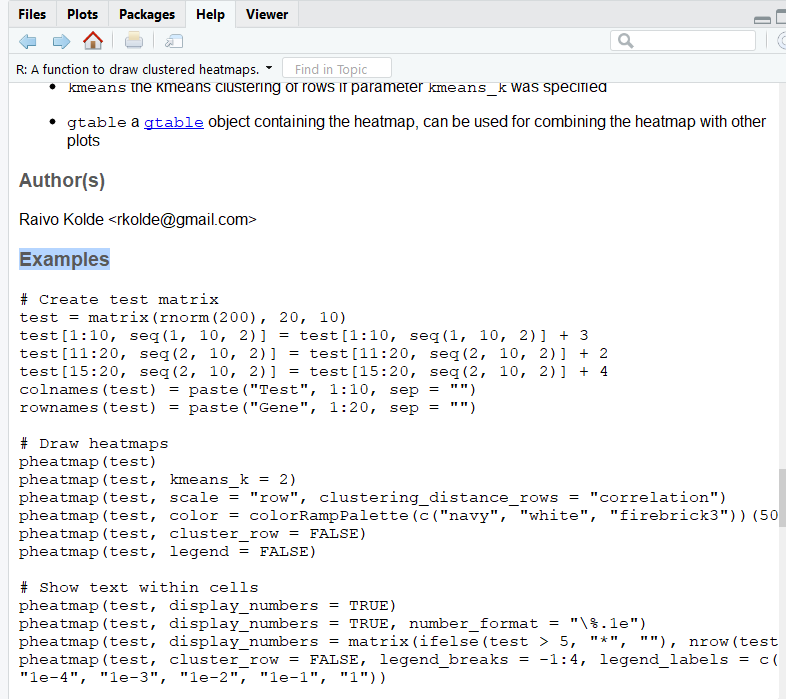 Files Plots Packages Help Viewer
R: A function to draw clustered heatmaps. Find in Topic
kmeans the kmeans clustering of rows if parameter kmeans_k was specified
gtable a gtable object containing the heatmap, can be used for combining the heatmap with other
plots
Author(s)
Raivo Kolde <rkolde@gmail.com>
Examples
# Create test matrix
test = matrix(rnorm(200), 20, 10)
test[1:10, seq(1, 10, 2)] = test[1:10, seq(1, 10, 2)] + 3
test[11:20, seq(2, 10, 2)] = test[11:20, seq(2, 10, 2)] + 2
test[15:20, seq(2, 10, 2)] = test[15:20, seq(2, 10, 2)] + 4
colnames(test) = paste("Test", 1:10, sep = "")
rownames(test) = paste("Gene", 1:20, sep = "")
# Draw heatmaps
pheatmap(test)
pheatmap(test, kmeans_k = 2)
pheatmap(test, scale = "row", clustering_distance_rows = "correlation")
pheatmap(test, color = colorRampPalette(c("navy", "white", "firebrick3"))(50
pheatmap(test, cluster_row = FALSE)
pheatmap(test, legend = FALSE)
# Show text within cells
pheatmap(test, display_numbers = TRUE)
pheatmap(test, display_numbers = TRUE, number_format = "\%.1e")
pheatmap(test, display_numbers = matrix(ifelse(test > 5, "*", ""), nrow(test
pheatmap(test, cluster_row = FALSE, legend_breaks = -1:4, legend_labels = c(
"1e-4", "1e-3", "1e-2", "1e-1", "1"))